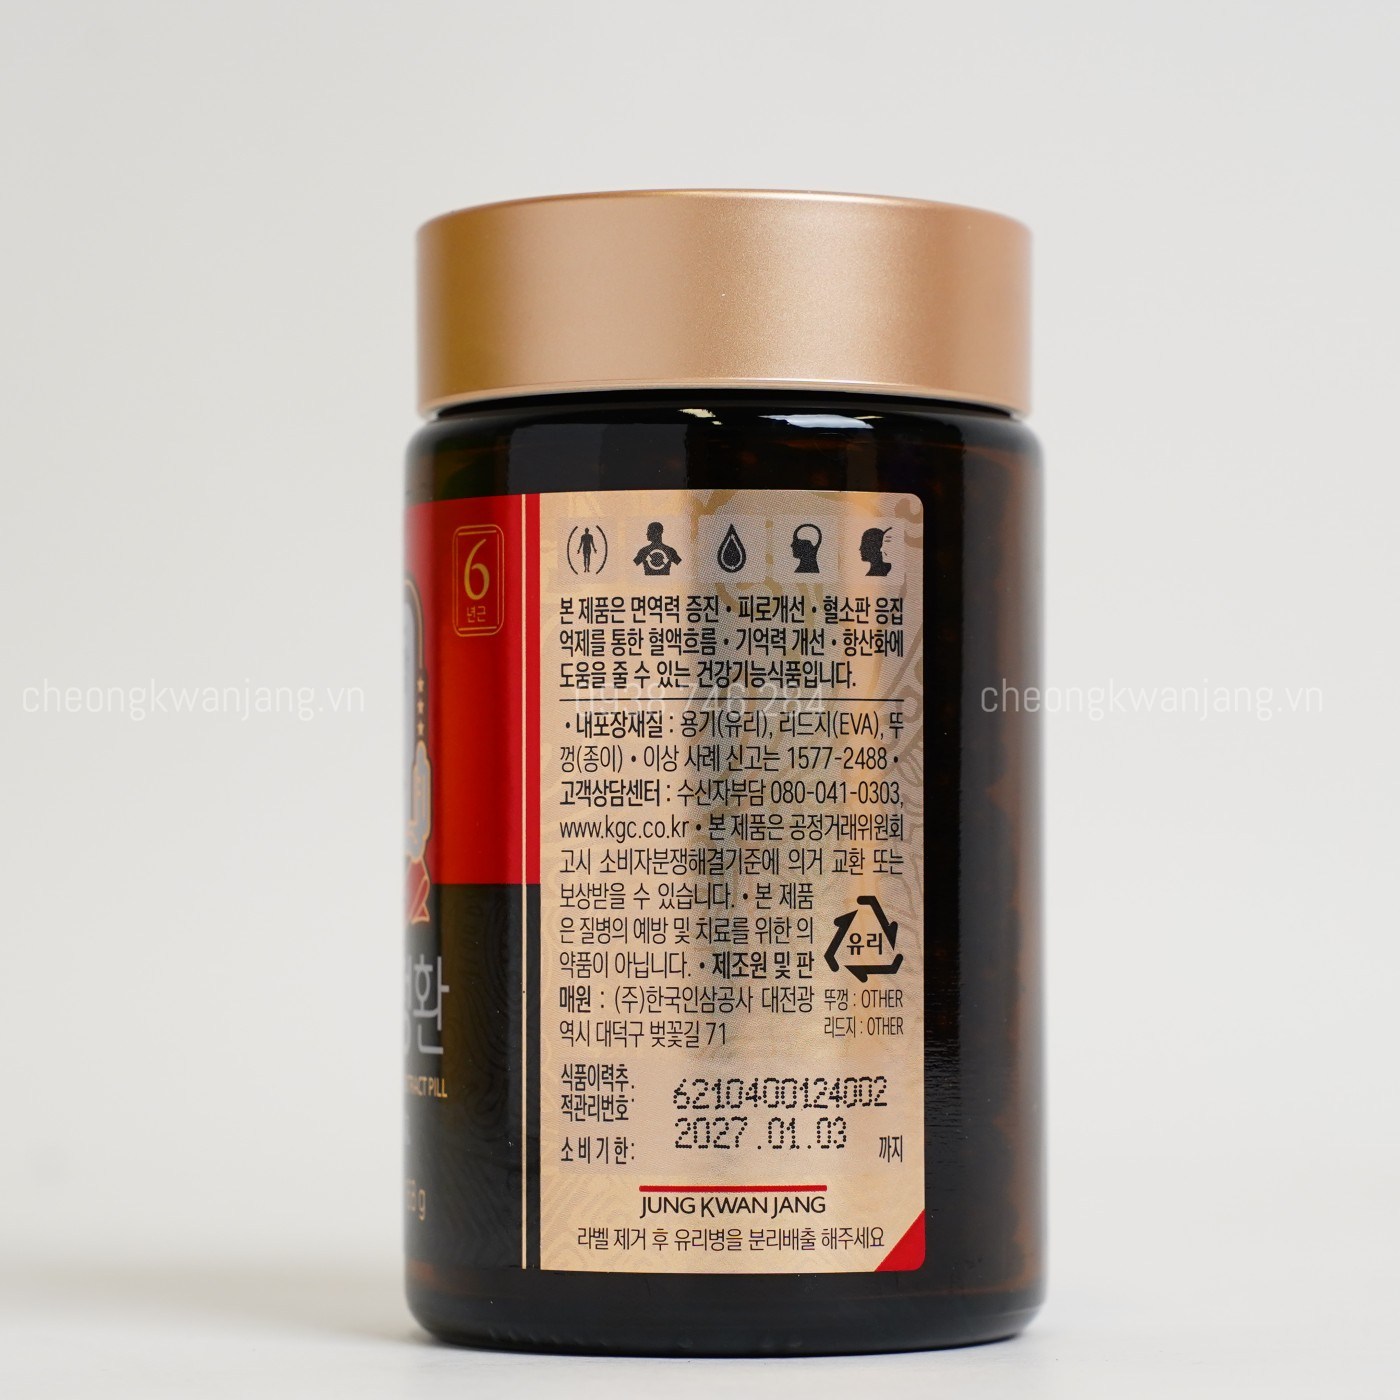 6
년근
본 제품은 면역력 증진 • 피로개선 • 혈소판 응집
억제를 통한 혈액흐름 • 기억력 개선 • 항산화에
도움을 줄 수 있는 건강기능식품입니다.
cheongkwanjang.vn 0938 746 284 cheongkwanjang.vn
• 내포장재질 : 용기(유리), 리드지(EVA), 뚜
껑(종이) • 이상 사례 신고는 1577-2488 •
고객상담센터 : 수신자부담 080-041-0303,
www.kgc.co.kr • 본 제품은 공정거래위원회
고시 소비자분쟁해결기준에 의거 교환 또는
보상받을 수 있습니다. • 본 제품
은 질병의 예방 및 치료를 위한 의
약품이 아닙니다. • 제조원 및 판
매원 : (주)한국인삼공사 대전광
역시 대덕구 벚꽃길 71
유리
뚜껑 : OTHER
리드지 : OTHER
환
PILL
g
식품이력추.
적관리번호:
6210400124002
소비기한: 2027.01.03 까지
JUNG KWAN JANG
라벨 제거 후 유리병을 분리배출 해주세요